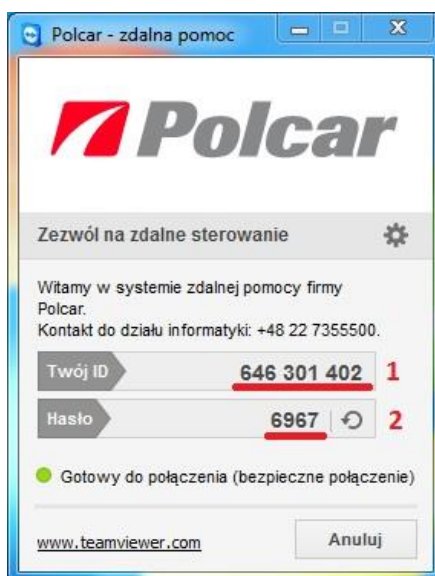 Polcar - zdalna pomoc
Polcar
Zezwól na zdalne sterowanie
Witamy w systemie zdalnej pomocy firmy
Polcar.
Kontakt do działu informatyki: +48 22 7355500.
Twój ID 646 301 402 1
Hasło 6967 2
Gotowy do połączenia (bezpieczne połączenie)
www.teamviewer.com Anuluj